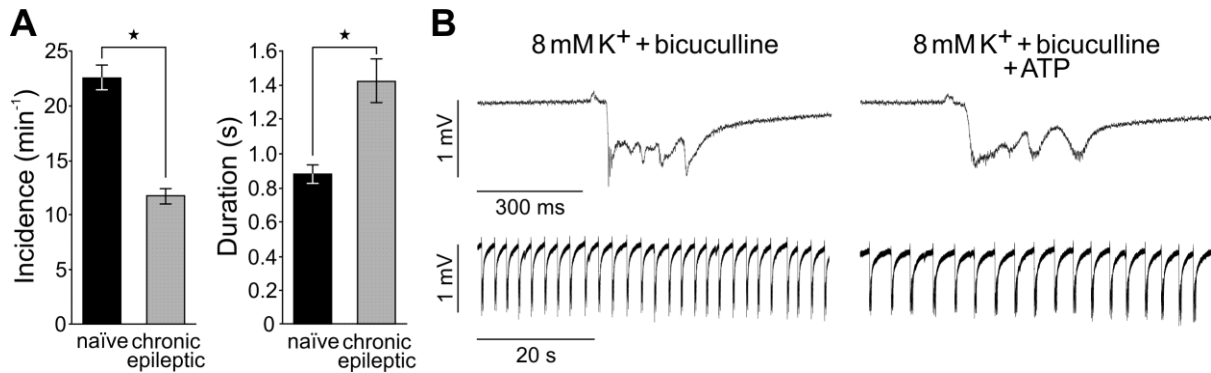 A
★
25
20
15
10
5
0
Incidence (min⁻¹)
naïve chronic
epileptic
★
1.6
1.4
1.2
1.0
0.8
0.6
0.4
0.2
0
Duration (s)
naïve chronic
epileptic
B
8 mM K⁺ + bicuculline
1 mV
300 ms
1 mV
20 s
8 mM K⁺ + bicuculline
+ ATP